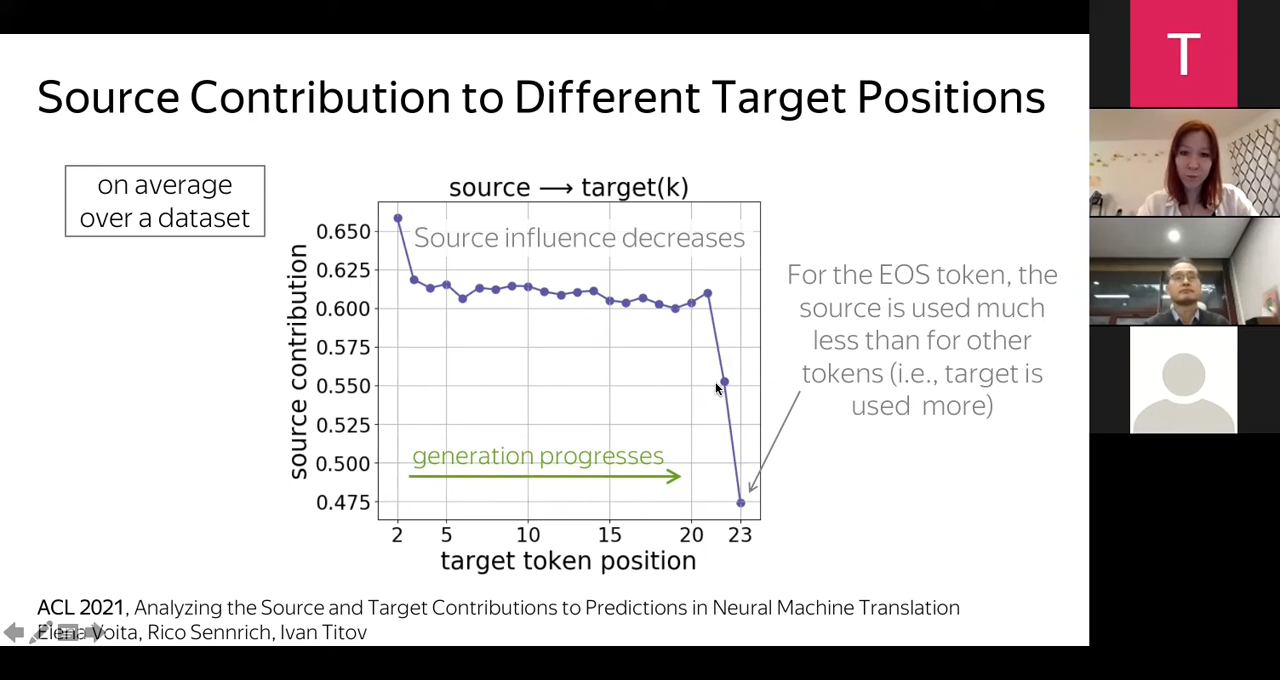 Source Contribution to Different Target Positions
on average
over a dataset
source ⟶ target(k)
Source influence decreases
source contribution
0.650
0.625
0.600
0.575
0.550
0.525
0.500
0.475
generation progresses
2 5 10 15 20 23
target token position
For the EOS token, the
source is used much
less than for other
tokens (i.e., target is
used more)
ACL 2021, Analyzing the Source and Target Contributions to Predictions in Neural Machine Translation
Elena Voita, Rico Sennrich, Ivan Titov
T